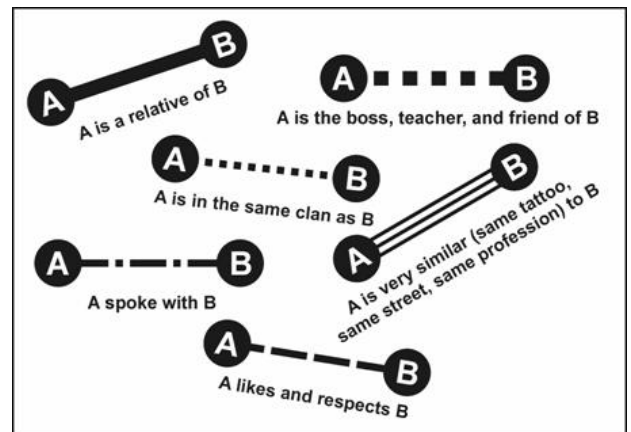 A B
A is a relative of B
A B
A is the boss, teacher, and friend of B
A B
A is in the same clan as B
A B
A is very similar (same tattoo,
same street, same profession) to B
A B
A spoke with B
A B
A likes and respects B